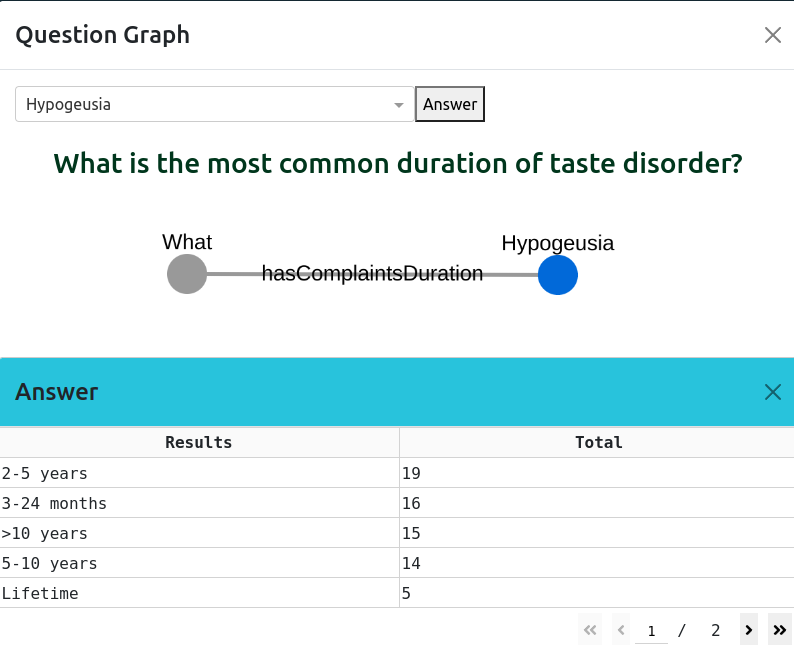 Question Graph
Hypogeusia
Answer
What is the most common duration of taste disorder?
What
Hypogeusia
hasComplaintsDuration
Answer
Results Total
2-5 years 19
3-24 months 16
>10 years 15
5-10 years 14
Lifetime 5
« ‹ 1 / 2 › »